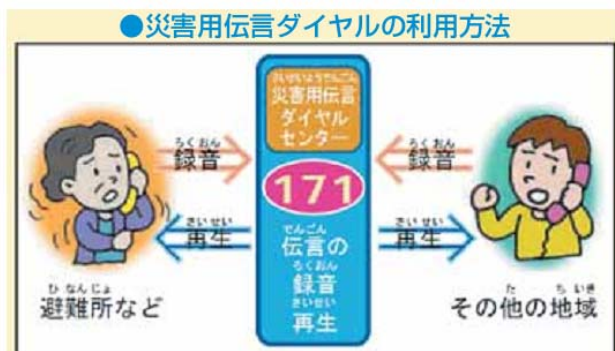 ●災害用伝言ダイヤルの利用方法
さいがいようでんごん
災害用伝言
ダイヤル
センター
ろくおん
録音
ろくおん
録音
171
さいせい
再生
さいせい
再生
でんごん
伝言の
ろくおん
録音
さいせい
再生
ひなんじょ
避難所など
た ちいき
その他の地域